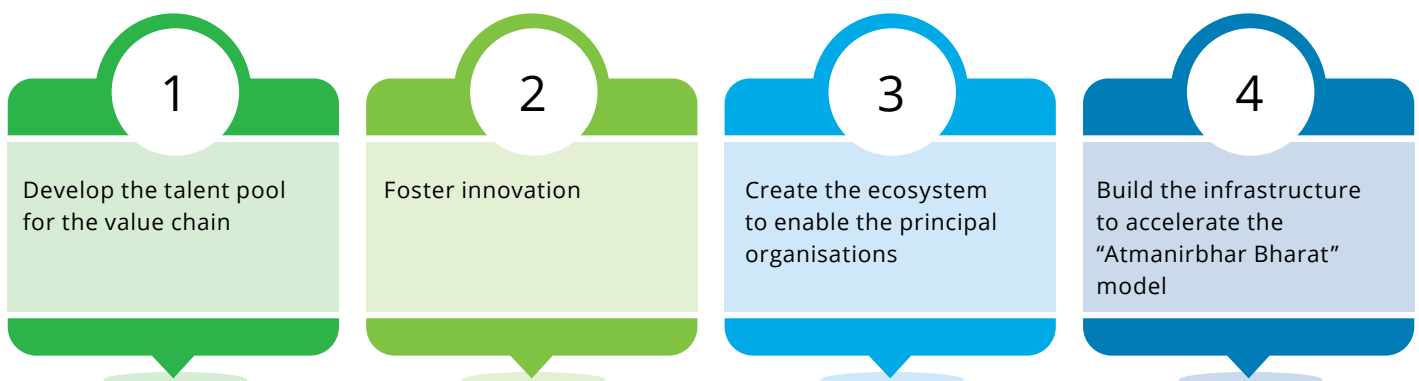 1
Develop the talent pool
for the value chain
2
Foster innovation
3
Create the ecosystem
to enable the principal
organisations
4
Build the infrastructure
to accelerate the
“Atmanirbhar Bharat”
model